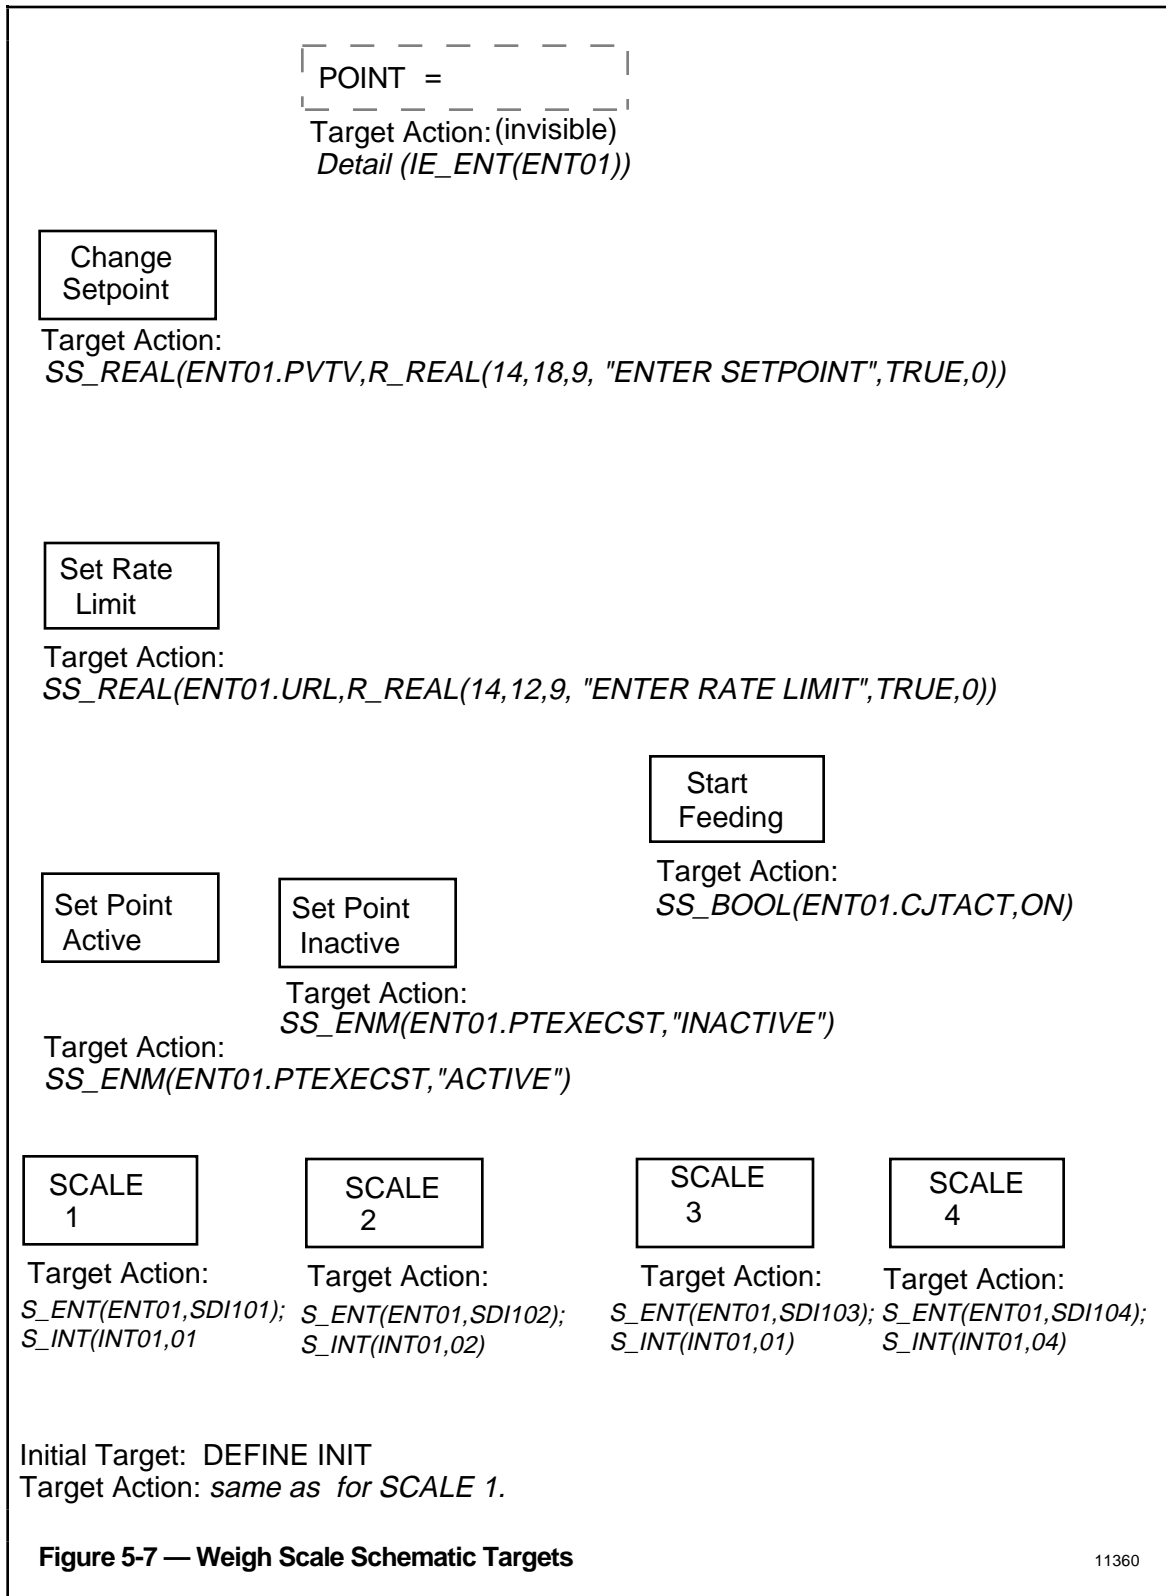 POINT =
Target Action: (invisible)
Detail (IE_ENT(ENT01))
Change
Setpoint
Target Action:
SS_REAL(ENT01.PVTV,R_REAL(14,18,9, "ENTER SETPOINT",TRUE,0))
Set Rate
Limit
Target Action:
SS_REAL(ENT01.URL,R_REAL(14,12,9, "ENTER RATE LIMIT",TRUE,0))
Start
Feeding
Target Action:
SS_BOOL(ENT01.CJTACT,ON)
Set Point
Active
Set Point
Inactive
Target Action:
SS_ENM(ENT01.PTEXECST,"INACTIVE")
Target Action:
SS_ENM(ENT01.PTEXECST,"ACTIVE")
SCALE
1
Target Action:
S_ENT(ENT01,SDI101);
S_INT(INT01,01
SCALE
2
Target Action:
S_ENT(ENT01,SDI102);
S_INT(INT01,02)
SCALE
3
Target Action:
S_ENT(ENT01,SDI103);
S_INT(INT01,01)
SCALE
4
Target Action:
S_ENT(ENT01,SDI104);
S_INT(INT01,04)
Initial Target: DEFINE INIT
Target Action: same as for SCALE 1.
Figure 5-7 — Weigh Scale Schematic Targets
11360